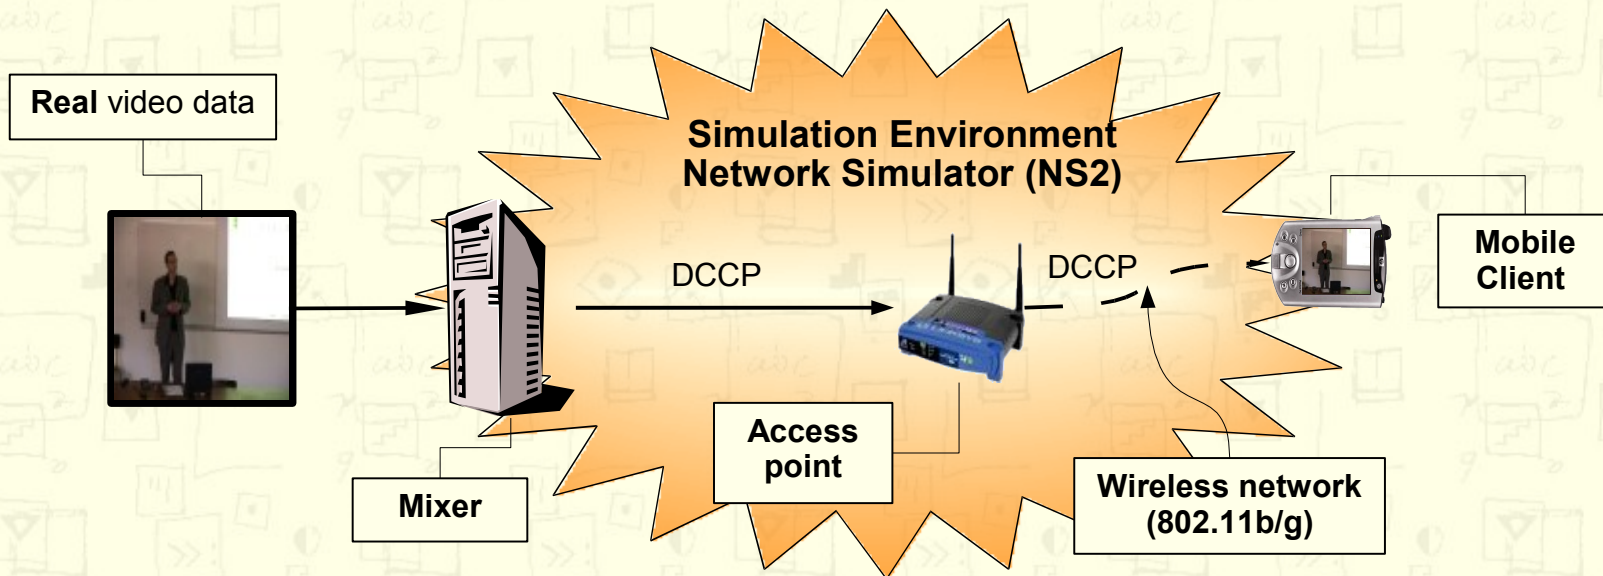 Real video data
Simulation Environment
Network Simulator (NS2)
DCCP
DCCP
Mobile
Client
Access
point
Mixer
Wireless network
(802.11b/g)